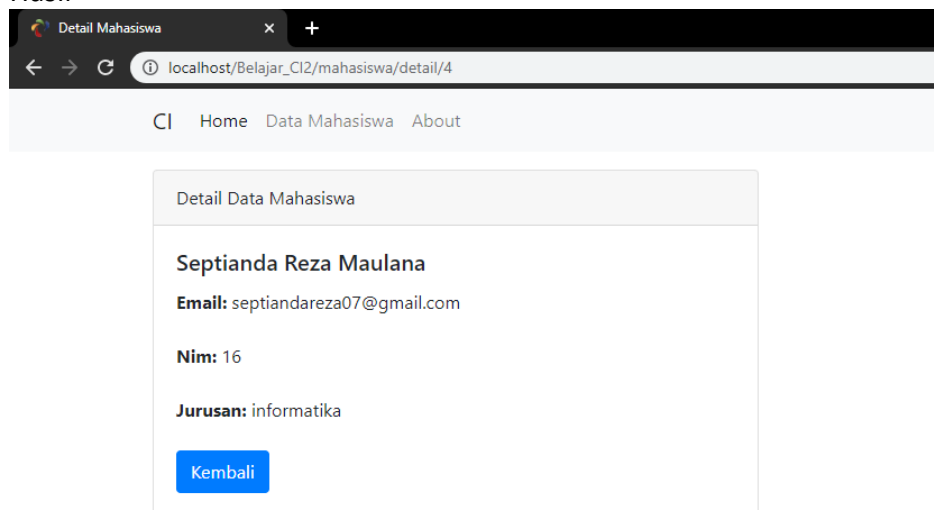 Detail Mahasiswa
localhost/Belajar_CI2/mahasiswa/detail/4
CI Home Data Mahasiswa About
Detail Data Mahasiswa
Septianda Reza Maulana
Email: septiandareza07@gmail.com
Nim: 16
Jurusan: informatika
Kembali